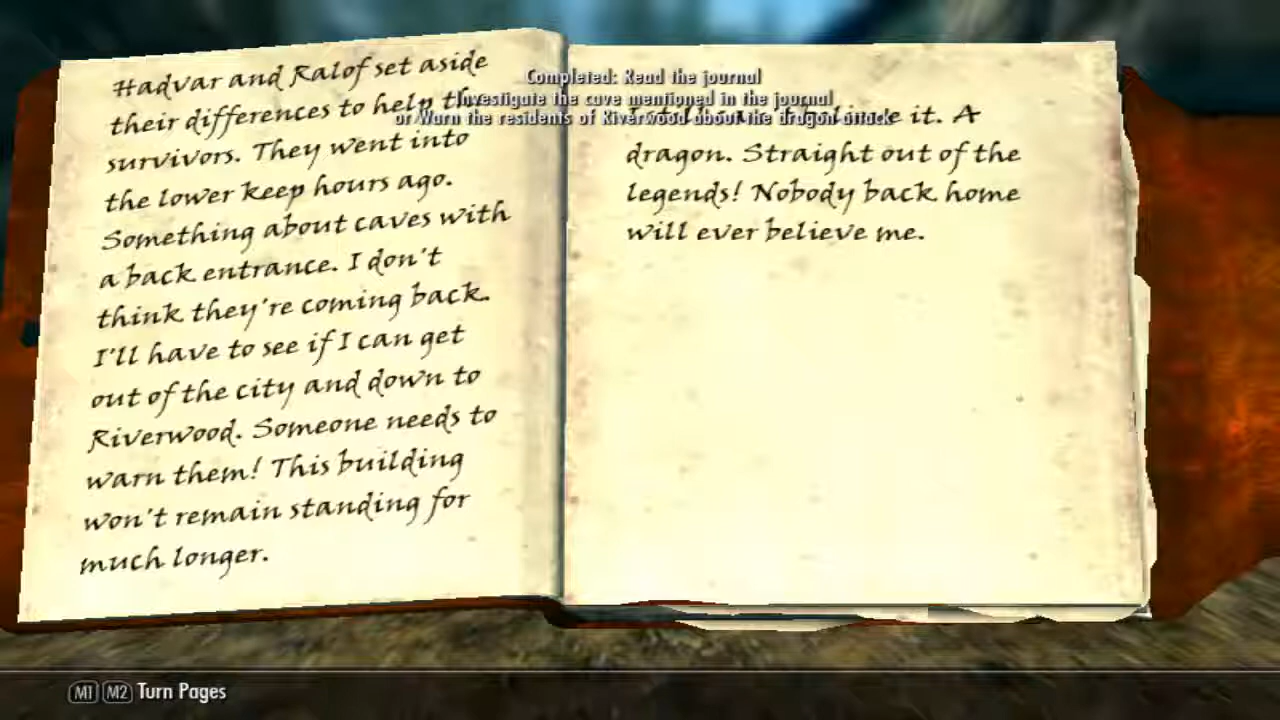 Hadvar and Ralof set aside
their differences to help the
survivors. They went into
the lower keep hours ago.
Something about caves with
a back entrance. I don't
think they're coming back.
I'll have to see if I can get
out of the city and down to
Riverwood. Someone needs to
warn them! This building
won't remain standing for
much longer.
Completed: Read the journal
Investigate the cave mentioned in the journal
or Warn the residents of Riverwood about the dragon attack
it. A
dragon. Straight out of the
legends! Nobody back home
will ever believe me.
M1 M2 Turn Pages